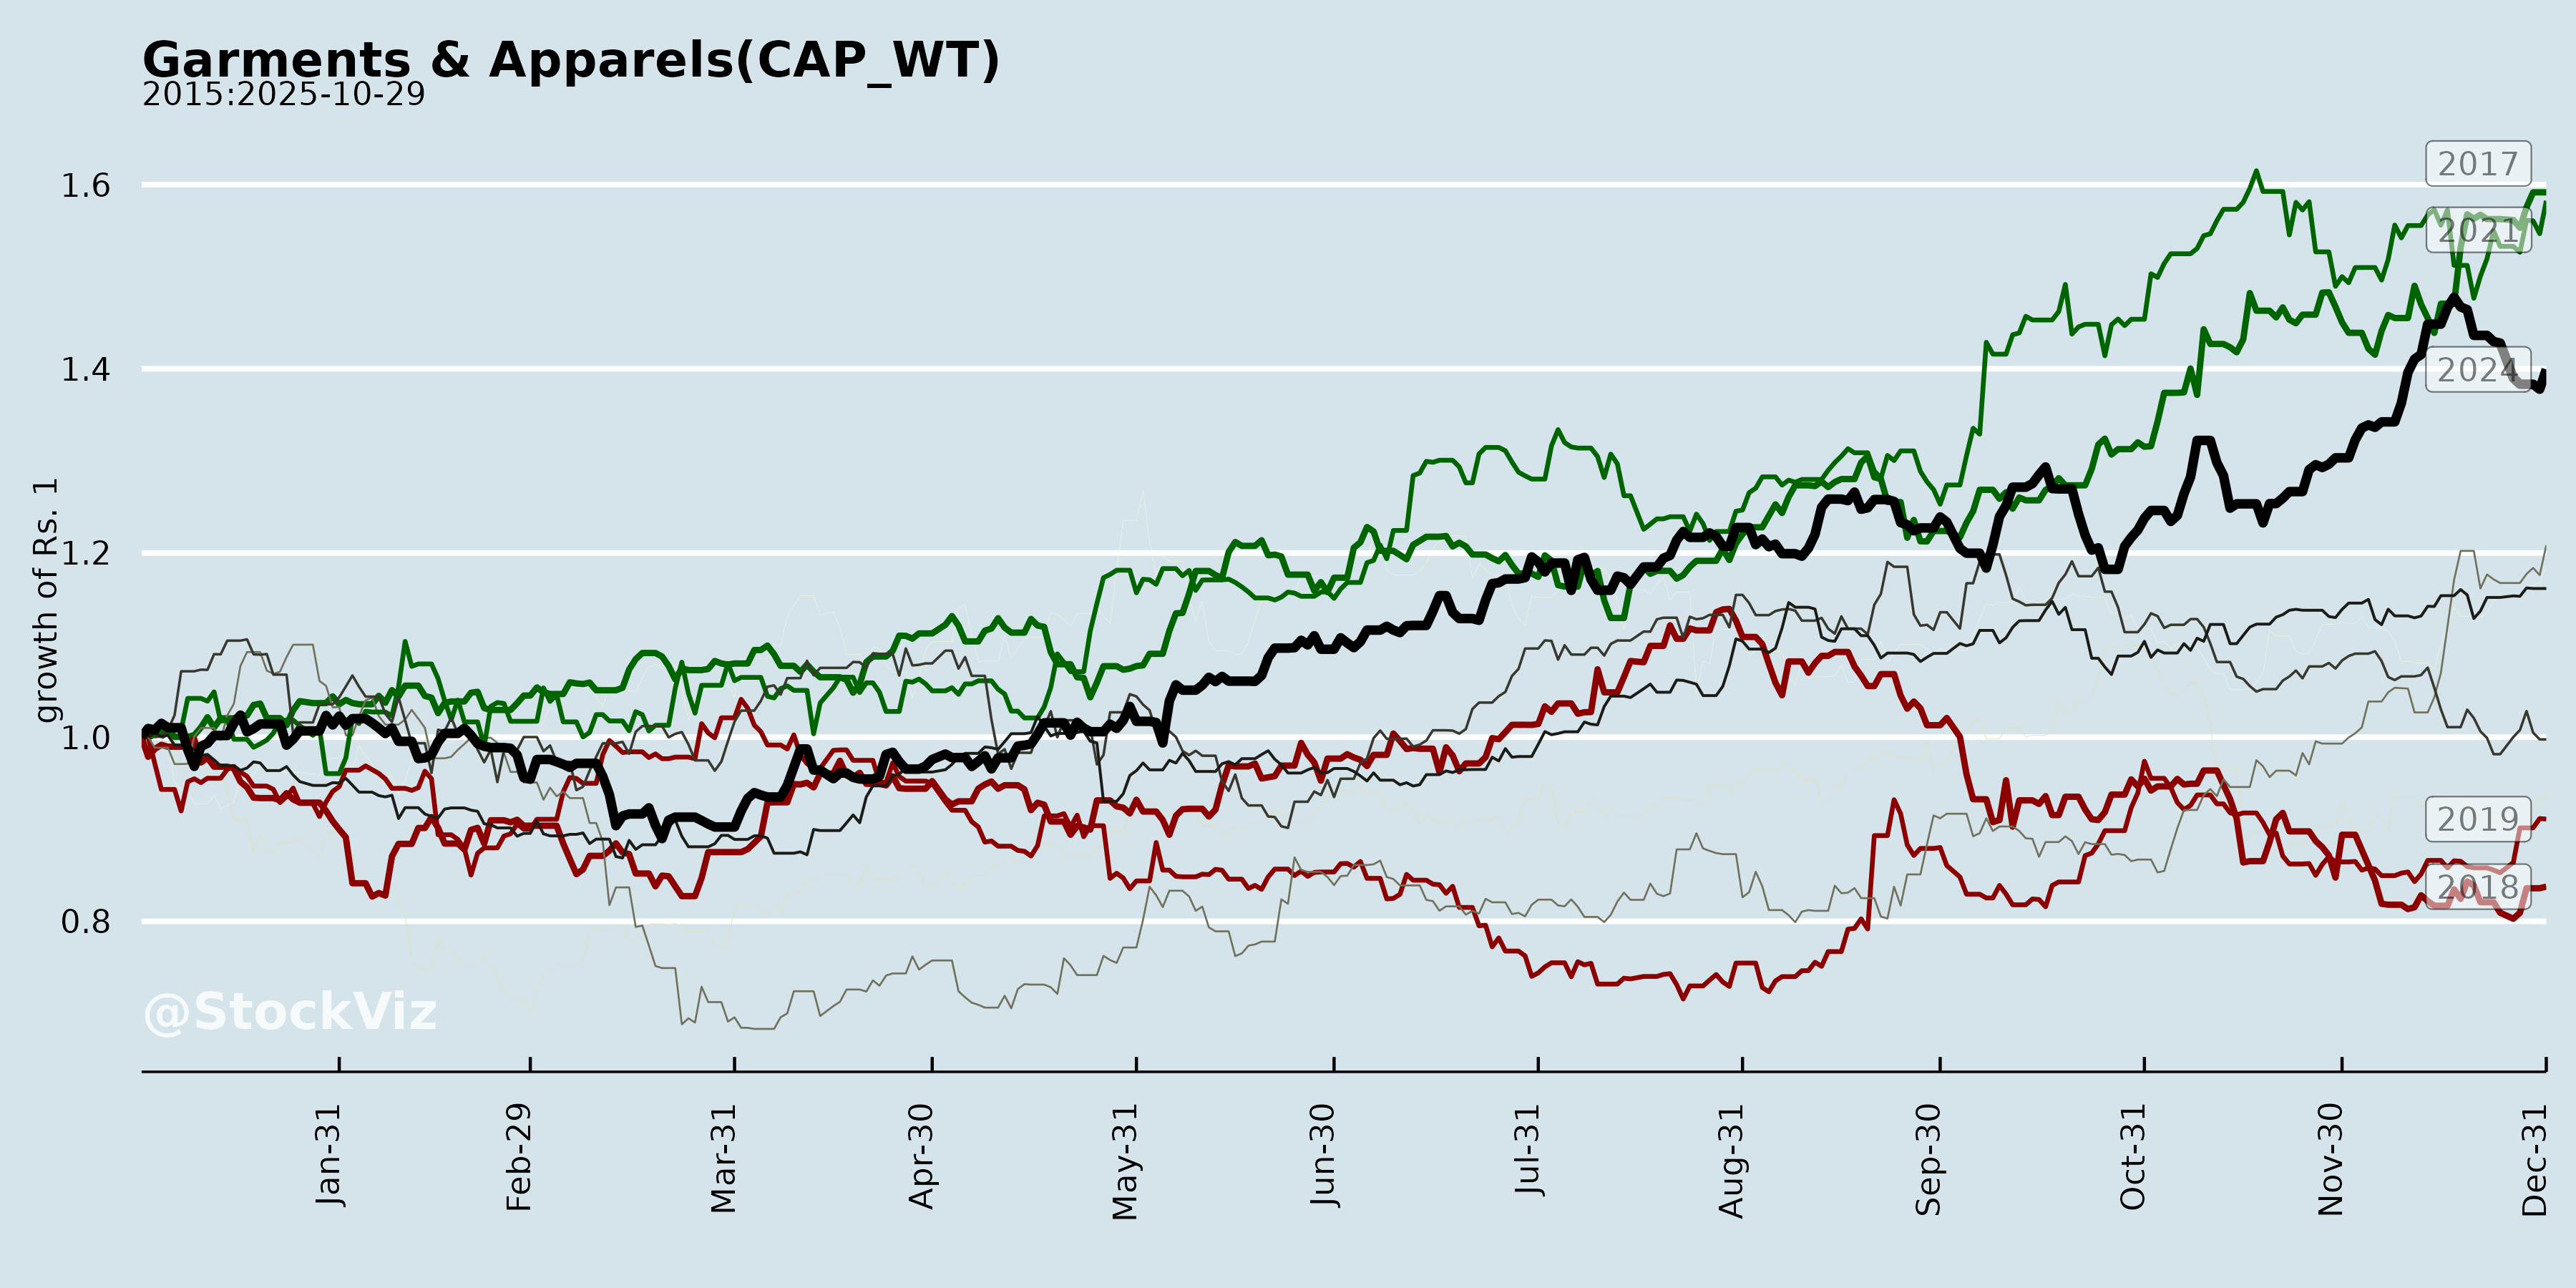 Garments & Apparels(CAP_WT)
2015:2025-10-29
growth of Rs. 1
1.6
1.4
1.2
1.0
0.8
2017
2021
2024
2019
2018
@StockViz
Jan-31
Feb-29
Mar-31
Apr-30
May-31
Jun-30
Jul-31
Aug-31
Sep-30
Oct-31
Nov-30
Dec-31